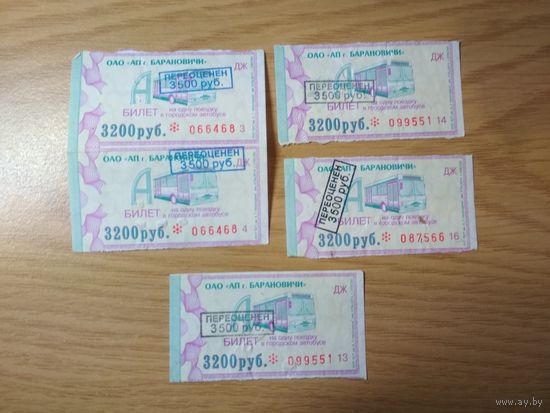 ОАО «АП г. БАРАНОВИЧИ»
ДЖ
ПЕРЕОЦЕНЕН
3500 руб.
БИЛЕТ на одну поездку
в городском автобусе
3200руб.* 066468 3
ОАО «АП г. БАРАНОВИЧИ»
ПЕРЕОЦЕНЕН
3500 руб.
БИЛЕТ на одну поездку
в городском автобусе
3200руб.* 066468 4
ОАО «АП г. БАРАНОВИЧИ»
ДЖ
ПЕРЕОЦЕНЕН
3500 руб.
БИЛЕТ на одну поездку
в городском автобусе
3200руб.* 099551 14
ОАО «АП г. БАРАНОВИЧИ»
ДЖ
ПЕРЕОЦЕНЕН
3500 руб.
БИЛЕТ на одну поездку
в городском автобусе
3200руб.* 087566 16
ОАО «АП г. БАРАНОВИЧИ»
ДЖ
ПЕРЕОЦЕНЕН
3500 руб.
БИЛЕТ на одну поездку
в городском автобусе
3200руб.* 099551 13
www.ay.by